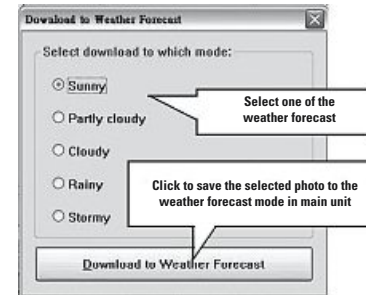 Download to Weather Forecast
Select download to which mode:
Sunny
Select one of the
weather forecast
Partly cloudy
Cloudy
Rainy
Click to save the selected photo to the
weather forecast mode in main unit
Stormy
Download to Weather Forecast